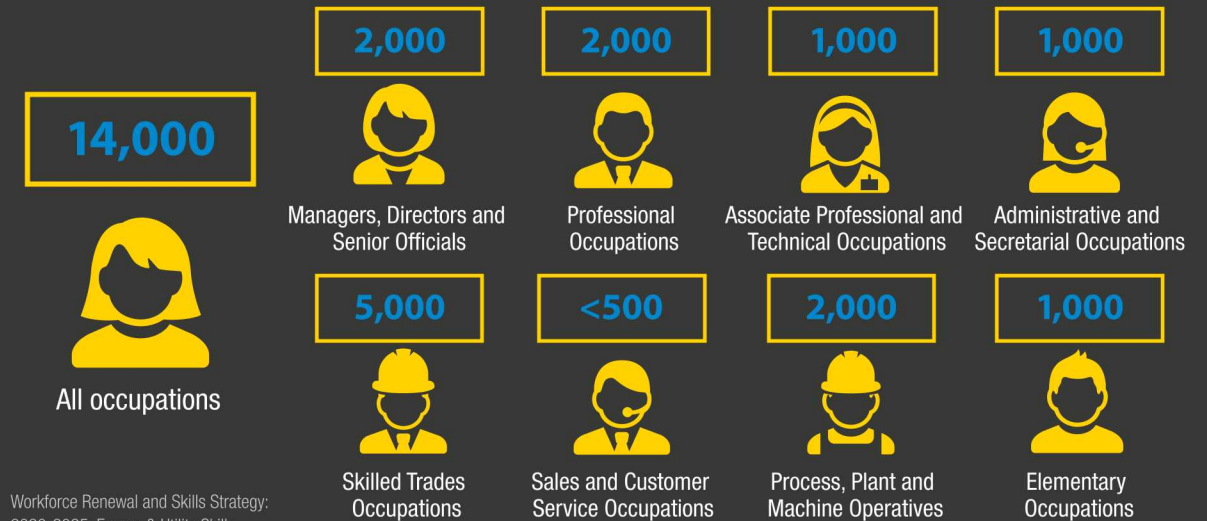 14,000
All occupations
2,000
Managers, Directors and
Senior Officials
2,000
Professional
Occupations
1,000
Associate Professional and
Technical Occupations
1,000
Administrative and
Secretarial Occupations
5,000
Skilled Trades
Occupations
<500
Sales and Customer
Service Occupations
2,000
Process, Plant and
Machine Operatives
1,000
Elementary
Occupations
Workforce Renewal and Skills Strategy: